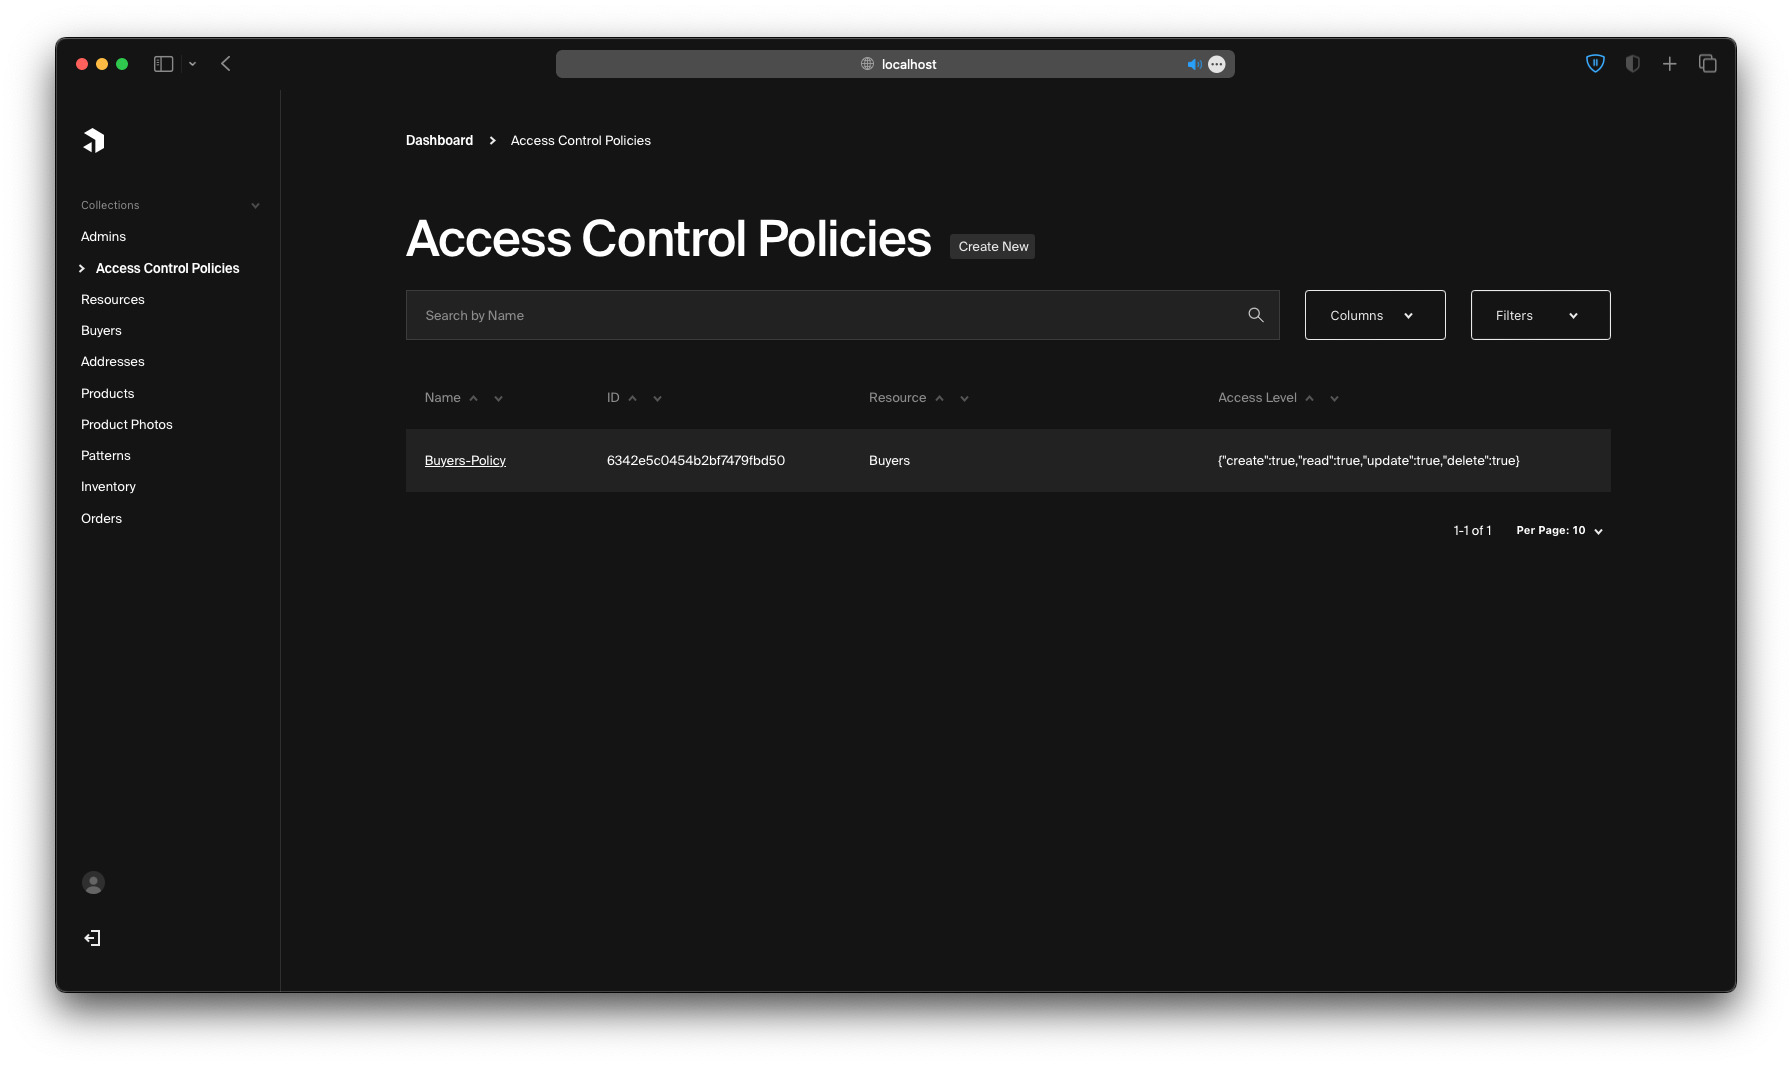 localhost
Dashboard
Access Control Policies
Collections
Admins
Access Control Policies
Resources
Buyers
Addresses
Products
Product Photos
Patterns
Inventory
Orders
Access Control Policies
Create New
Search by Name
Columns
Filters
Name
ID
Resource
Access Level
Buyers-Policy
6342e5c0454b2bf7479fbd50
Buyers
{"create":true,"read":true,"update":true,"delete":true}
1-1 of 1
Per Page: 10